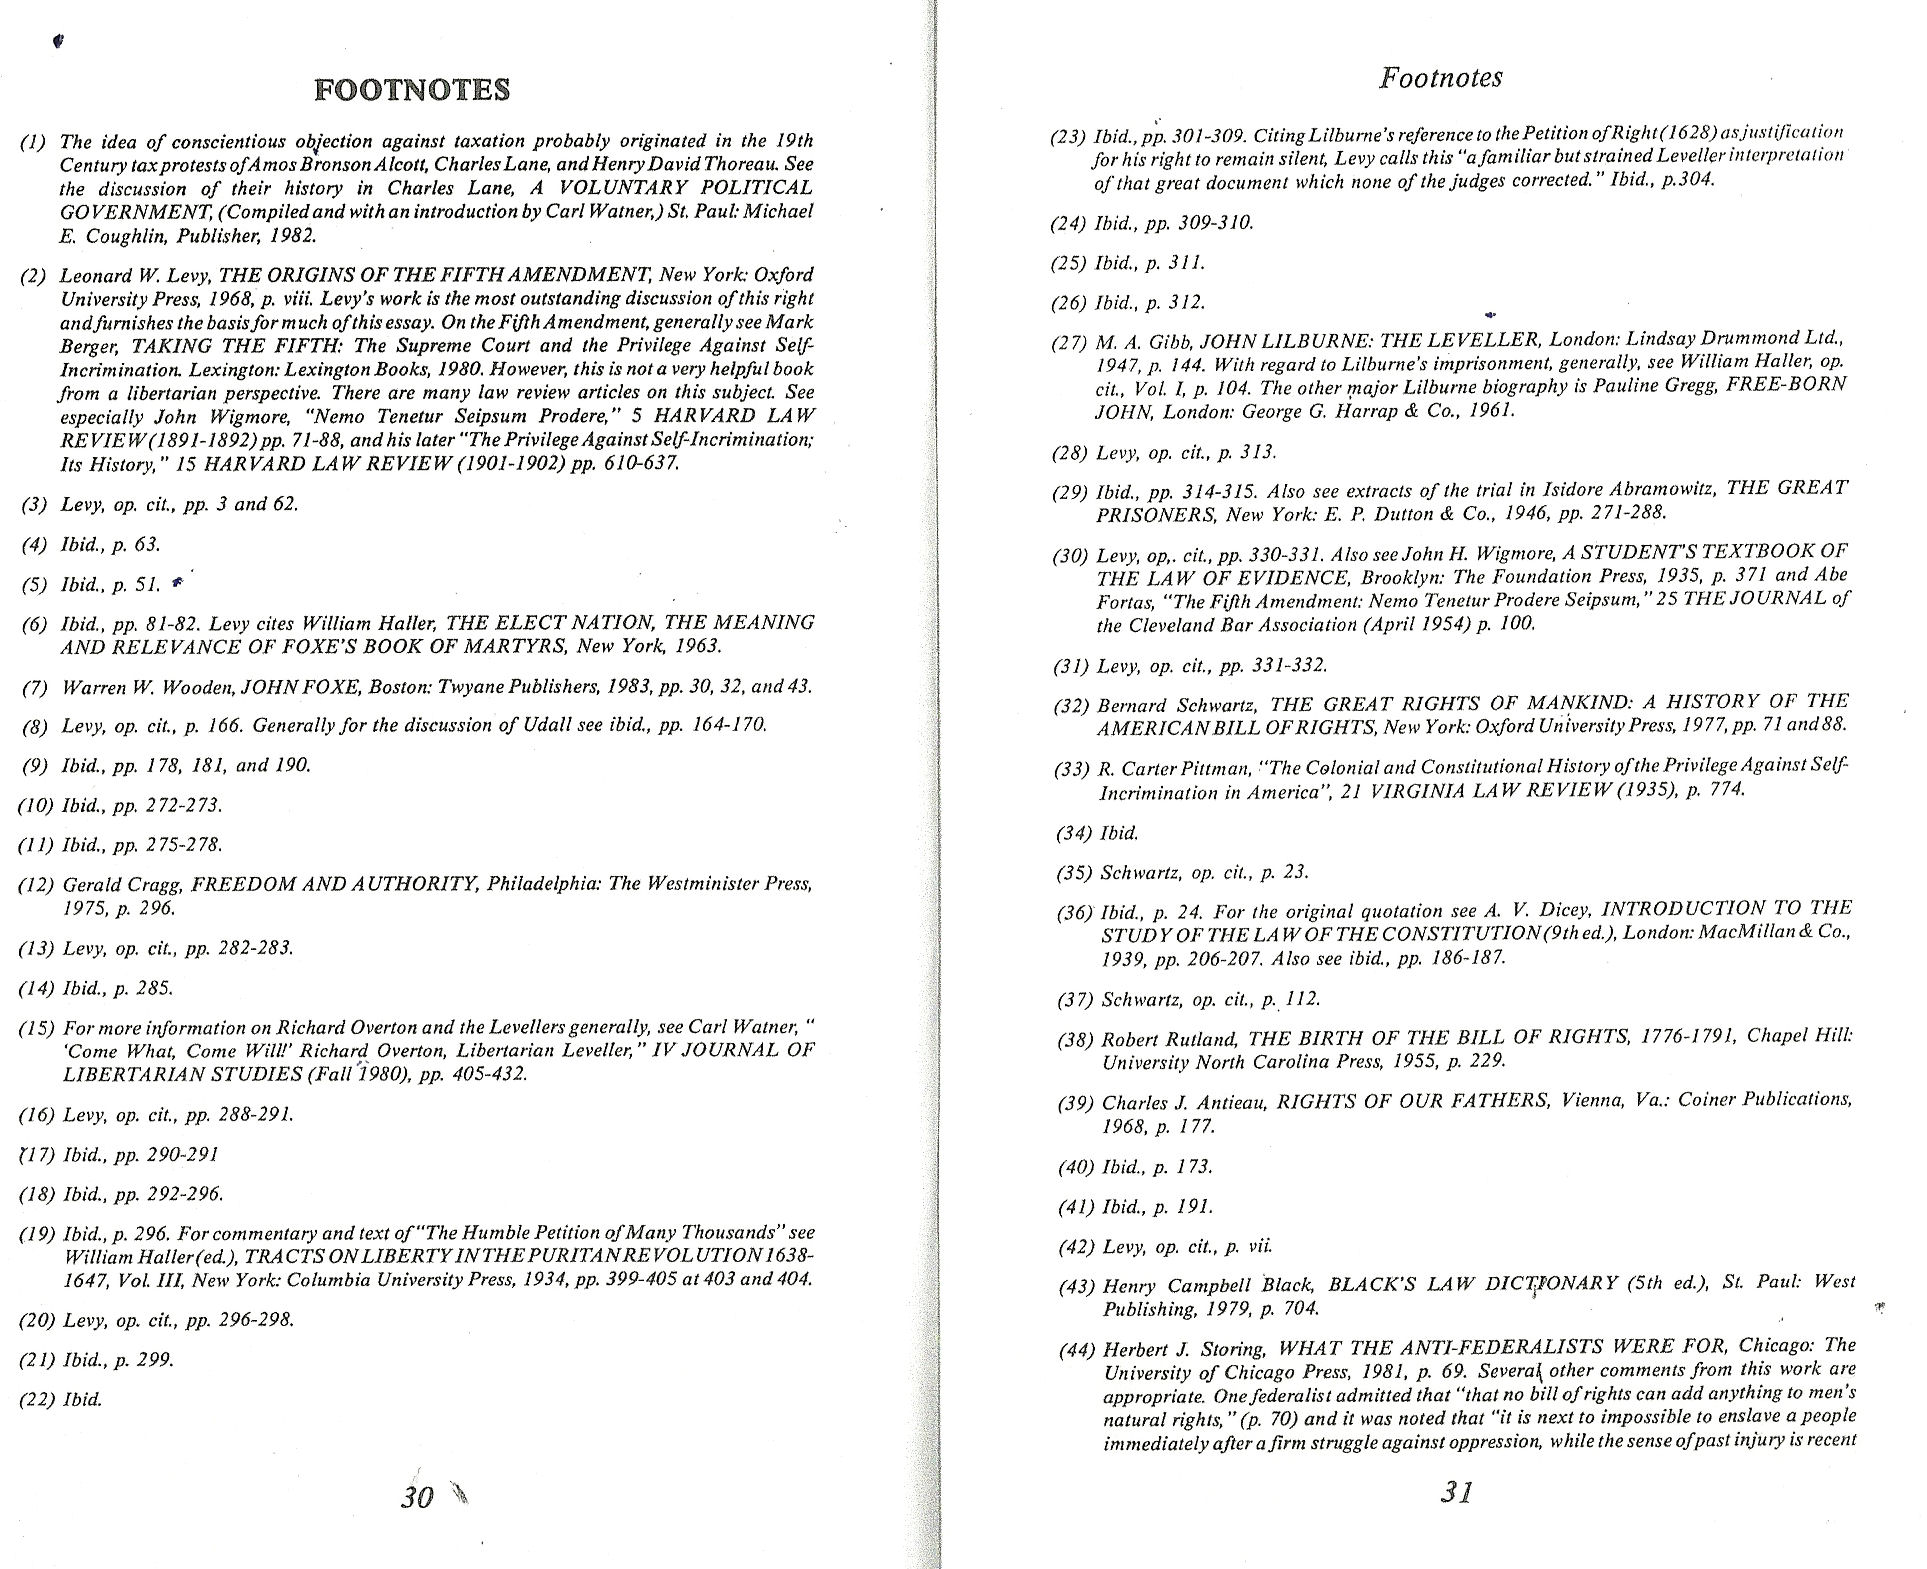 FOOTNOTES
(1) The idea of conscientious objection against taxation probably originated in the 19th
Century tax protests of Amos Bronson Alcott, Charles Lane, and Henry David Thoreau. See
the discussion of their history in Charles Lane, A VOLUNTARY POLITICAL
GOVERNMENT, (Compiled and with an introduction by Carl Watner,) St. Paul: Michael
E. Coughlin, Publisher, 1982.
(2) Leonard W. Levy, THE ORIGINS OF THE FIFTH AMENDMENT, New York: Oxford
University Press, 1968, p. viii. Levy's work is the most outstanding discussion of this right
and furnishes the basis for much of this essay. On the Fifth Amendment, generally see Mark
Berger, TAKING THE FIFTH: The Supreme Court and the Privilege Against Self-
Incrimination. Lexington: Lexington Books, 1980. However, this is not a very helpful book
from a libertarian perspective. There are many law review articles on this subject. See
especially John Wigmore, "Nemo Tenetur Seipsum Prodere," 5 HARVARD LAW
REVIEW (1891-1892) pp. 71-88, and his later "The Privilege Against Self-Incrimination;
Its History," 15 HARVARD LAW REVIEW (1901-1902) pp. 610-637.
(3) Levy, op. cit., pp. 3 and 62.
(4) Ibid., p. 63.
(5) Ibid., p. 51.
(6) Ibid., pp. 81-82. Levy cites William Haller, THE ELECT NATION, THE MEANING
AND RELEVANCE OF FOXE'S BOOK OF MARTYRS, New York, 1963.
(7) Warren W. Wooden, JOHN FOXE, Boston: Twyane Publishers, 1983, pp. 30, 32, and 43.
(8) Levy, op. cit., p. 166. Generally for the discussion of Udall see ibid., pp. 164-170.
(9) Ibid., pp. 178, 181, and 190.
(10) Ibid., pp. 272-273.
(11) Ibid., pp. 275-278.
(12) Gerald Cragg, FREEDOM AND AUTHORITY, Philadelphia: The Westminister Press,
1975, p. 296.
(13) Levy, op. cit., pp. 282-283.
(14) Ibid., p. 285.
(15) For more information on Richard Overton and the Levellers generally, see Carl Watner, "
'Come What, Come Will!' Richard Overton, Libertarian Leveller," IV JOURNAL OF
LIBERTARIAN STUDIES (Fall 1980), pp. 405-432.
(16) Levy, op. cit., pp. 288-291.
(17) Ibid., pp. 290-291
(18) Ibid., pp. 292-296.
(19) Ibid., p. 296. For commentary and text of "The Humble Petition of Many Thousands" see
William Haller (ed.), TRACTS ON LIBERTY IN THE PURITAN REVOLUTION 1638-
1647, Vol. III, New York: Columbia University Press, 1934, pp. 399-405 at 403 and 404.
(20) Levy, op. cit., pp. 296-298.
(21) Ibid., p. 299.
(22) Ibid.
30
Footnotes
(23) Ibid., pp. 301-309. Citing Lilburne's reference to the Petition of Right (1628) as justification
for his right to remain silent, Levy calls this "a familiar but strained Leveller interpretation
of that great document which none of the judges corrected." Ibid., p.304.
(24) Ibid., pp. 309-310.
(25) Ibid., p. 311.
(26) Ibid., p. 312.
(27) M. A. Gibb, JOHN LILBURNE: THE LEVELLER, London: Lindsay Drummond Ltd.,
1947, p. 144. With regard to Lilburne's imprisonment, generally, see William Haller, op.
cit., Vol. I, p. 104. The other major Lilburne biography is Pauline Gregg, FREE-BORN
JOHN, London: George G. Harrap & Co., 1961.
(28) Levy, op. cit., p. 313.
(29) Ibid., pp. 314-315. Also see extracts of the trial in Isidore Abramowitz, THE GREAT
PRISONERS, New York: E. P. Dutton & Co., 1946, pp. 271-288.
(30) Levy, op,. cit., pp. 330-331. Also see John H. Wigmore, A STUDENT'S TEXTBOOK OF
THE LAW OF EVIDENCE, Brooklyn: The Foundation Press, 1935, p. 371 and Abe
Fortas, "The Fifth Amendment: Nemo Tenetur Prodere Seipsum," 25 THE JOURNAL of
the Cleveland Bar Association (April 1954) p. 100.
(31) Levy, op. cit., pp. 331-332.
(32) Bernard Schwartz, THE GREAT RIGHTS OF MANKIND: A HISTORY OF THE
AMERICAN BILL OF RIGHTS, New York: Oxford University Press, 1977, pp. 71 and 88.
(33) R. Carter Pittman, "The Colonial and Constitutional History of the Privilege Against Self-
Incrimination in America", 21 VIRGINIA LAW REVIEW (1935), p. 774.
(34) Ibid.
(35) Schwartz, op. cit., p. 23.
(36) Ibid., p. 24. For the original quotation see A. V. Dicey, INTRODUCTION TO THE
STUDY OF THE LAW OF THE CONSTITUTION (9th ed.), London: MacMillan & Co.,
1939, pp. 206-207. Also see ibid., pp. 186-187.
(37) Schwartz, op. cit., p. 112.
(38) Robert Rutland, THE BIRTH OF THE BILL OF RIGHTS, 1776-1791, Chapel Hill:
University North Carolina Press, 1955, p. 229.
(39) Charles J. Antieau, RIGHTS OF OUR FATHERS, Vienna, Va.: Coiner Publications,
1968, p. 177.
(40) Ibid., p. 173.
(41) Ibid., p. 191.
(42) Levy, op. cit., p. vii.
(43) Henry Campbell Black, BLACK'S LAW DICTIONARY (5th ed.), St. Paul: West
Publishing, 1979, p. 704.
(44) Herbert J. Storing, WHAT THE ANTI-FEDERALISTS WERE FOR, Chicago: The
University of Chicago Press, 1981, p. 69. Several other comments from this work are
appropriate. One federalist admitted that "that no bill of rights can add anything to men's
natural rights," (p. 70) and it was noted that "it is next to impossible to enslave a people
immediately after a firm struggle against oppression, while the sense of past injury is recent
31